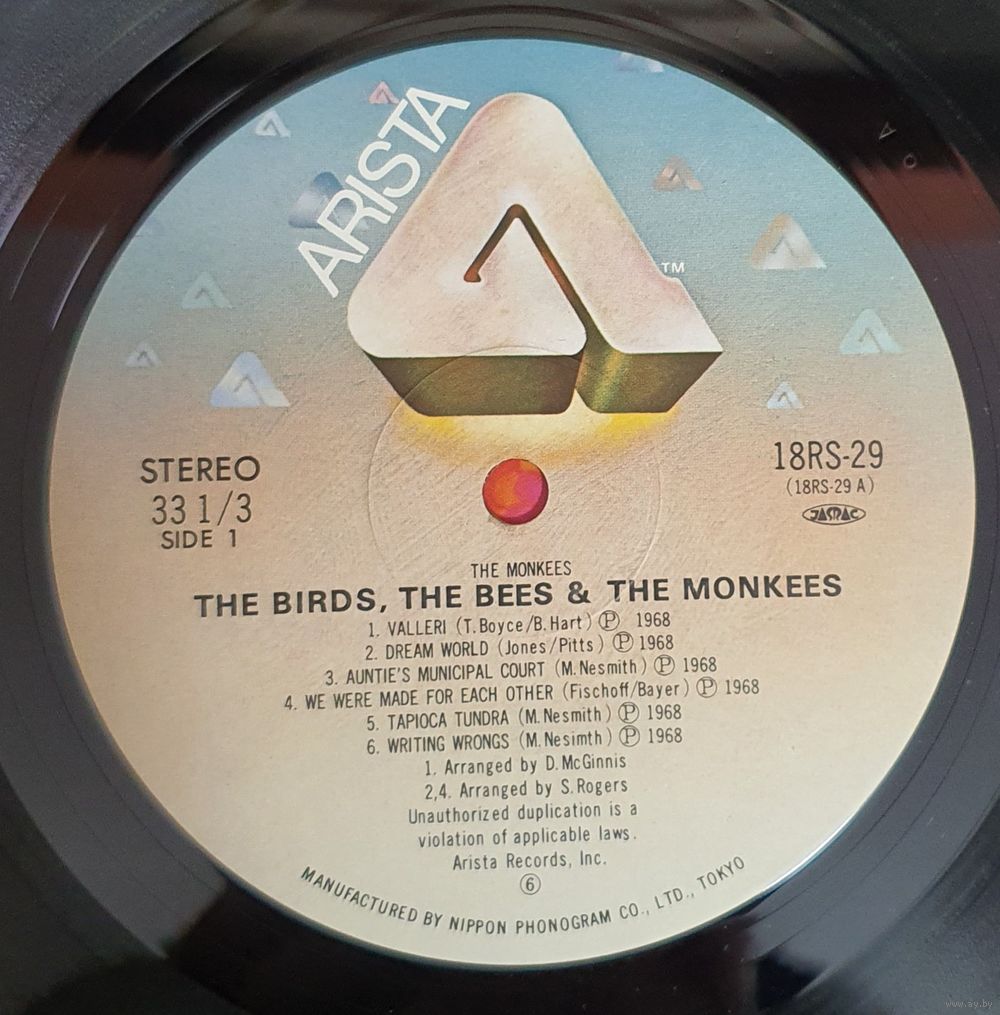 ARISTA
TM
STEREO
33 1/3
SIDE 1
18RS-29
(18RS-29 A)
JASRAC
THE MONKEES
THE BIRDS, THE BEES & THE MONKEES
1. VALLERI (T.Boyce/B.Hart) Ⓟ 1968
2. DREAM WORLD (Jones/Pitts) Ⓟ 1968
3. AUNTIE'S MUNICIPAL COURT (M.Nesmith) Ⓟ 1968
4. WE WERE MADE FOR EACH OTHER (Fischoff/Bayer) Ⓟ 1968
5. TAPIOCA TUNDRA (M.Nesmith) Ⓟ 1968
6. WRITING WRONGS (M.Nesimth) Ⓟ 1968
1. Arranged by D.McGinnis
2,4. Arranged by S.Rogers
Unauthorized duplication is a
violation of applicable laws.
Arista Records, Inc.
⑥
MANUFACTURED BY NIPPON PHONOGRAM CO., LTD., TOKYO
www.ay.by